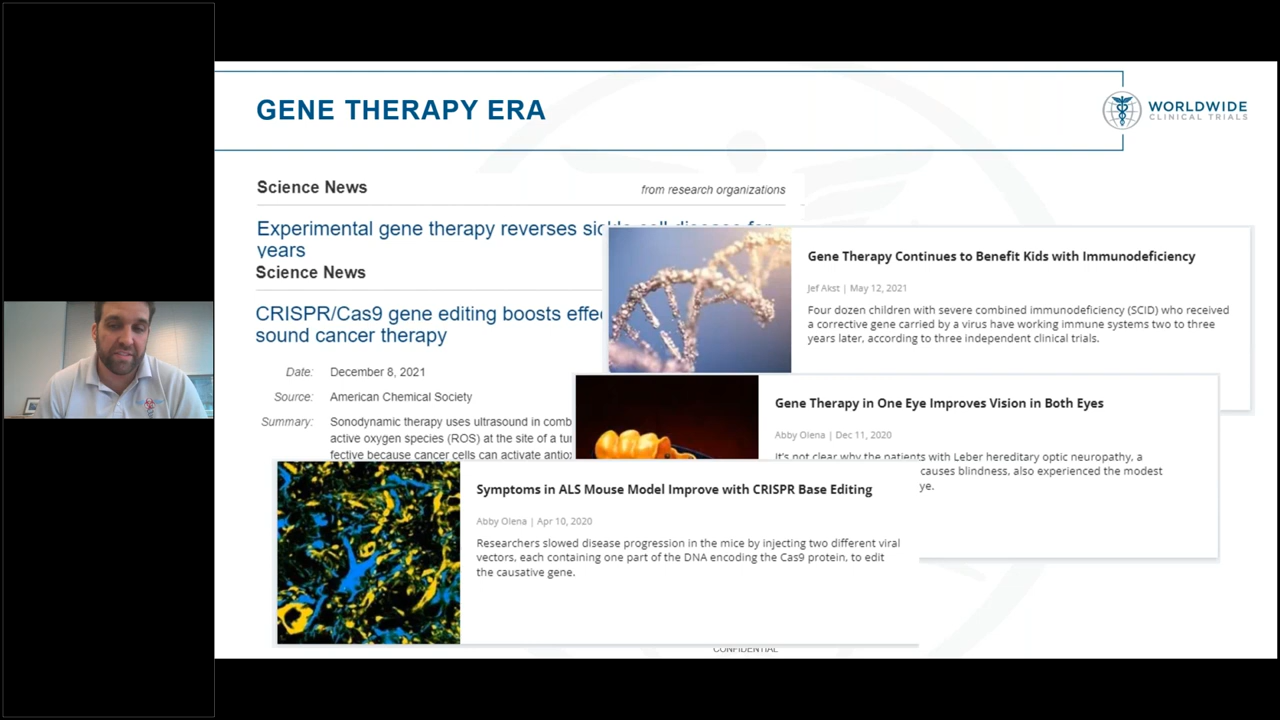 GENE THERAPY ERA
WORLDWIDE
CLINICAL TRIALS
Science News
from research organizations
Experimental gene therapy reverses sickle cell disease for
years
Science News
CRISPR/Cas9 gene editing boosts effe
sound cancer therapy
Date: December 8, 2021
Source: American Chemical Society
Summary: Sonodynamic therapy uses ultrasound in comb
active oxygen species (ROS) at the site of a tu
fective because cancer cells can activate antiox
Gene Therapy Continues to Benefit Kids with Immunodeficiency
Jef Akst | May 12, 2021
Four dozen children with severe combined immunodeficiency (SCID) who received
a corrective gene carried by a virus have working immune systems two to three
years later, according to three independent clinical trials.
Gene Therapy in One Eye Improves Vision in Both Eyes
Abby Olena | Dec 11, 2020
It's not clear why the patients with Leber hereditary optic neuropathy, a
causes blindness, also experienced the modest
ye.
Symptoms in ALS Mouse Model Improve with CRISPR Base Editing
Abby Olena | Apr 10, 2020
Researchers slowed disease progression in the mice by injecting two different viral
vectors, each containing one part of the DNA encoding the Cas9 protein, to edit
the causative gene.
CONFIDENTIAL